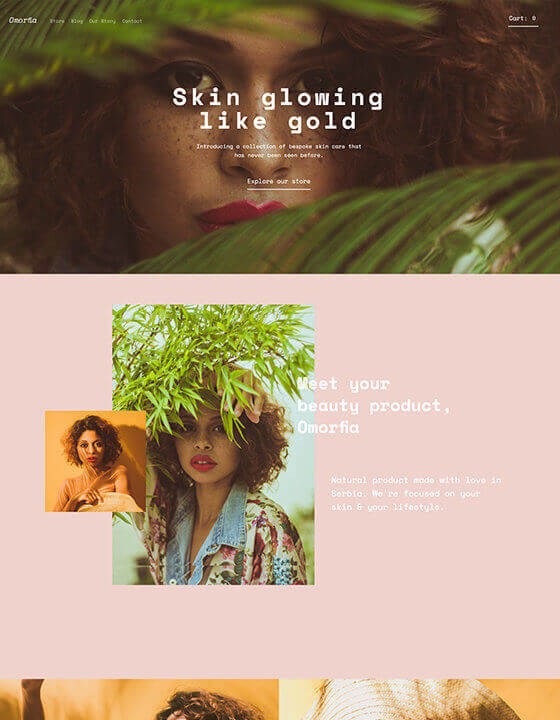 Omorfia
Store Blog Our Story Contact
Cart: 0
Skin glowing
like gold
Introducing a collection of bespoke skin care that
has never been seen before.
Explore our store
Meet your
beauty product,
Omorfia
Natural product made with love in
Serbia. We're focused on your
skin & your lifestyle.